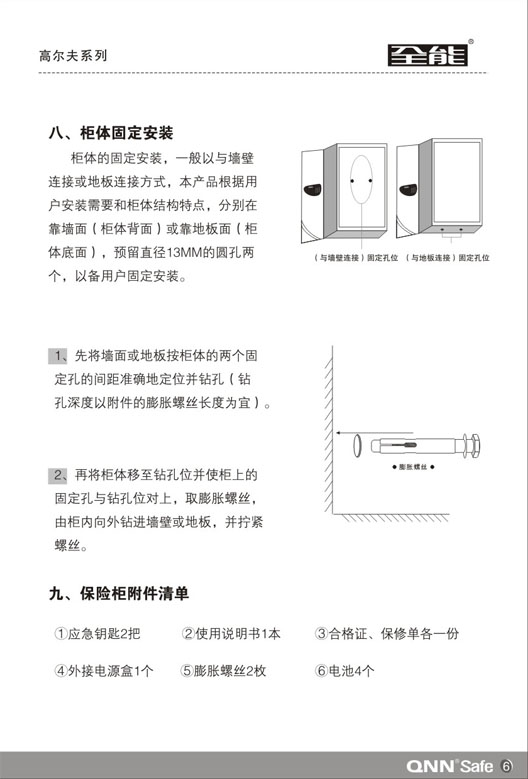 高尔夫系列
全能®
八、柜体固定安装
柜体的固定安装，一般以与墙壁
连接或地板连接方式，本产品根据用
户安装需要和柜体结构特点，分别在
靠墙面（柜体背面）或靠地板面（柜
体底面），预留直径13MM的圆孔两
个，以备用户固定安装。
（与墙壁连接）固定孔位 （与地板连接）固定孔位
1、先将墙面或地板按柜体的两个固
定孔的间距准确地定位并钻孔（钻
孔深度以附件的膨胀螺丝长度为宜）。
● 膨胀螺丝 ●
2、再将柜体移至钻孔位并使柜上的
固定孔与钻孔位对上，取膨胀螺丝，
由柜内向外钻进墙壁或地板，并拧紧
螺丝。
九、保险柜附件清单
①应急钥匙2把 ②使用说明书1本 ③合格证、保修单各一份
④外接电源盒1个 ⑤膨胀螺丝2枚 ⑥电池4个
QNN®Safe 6